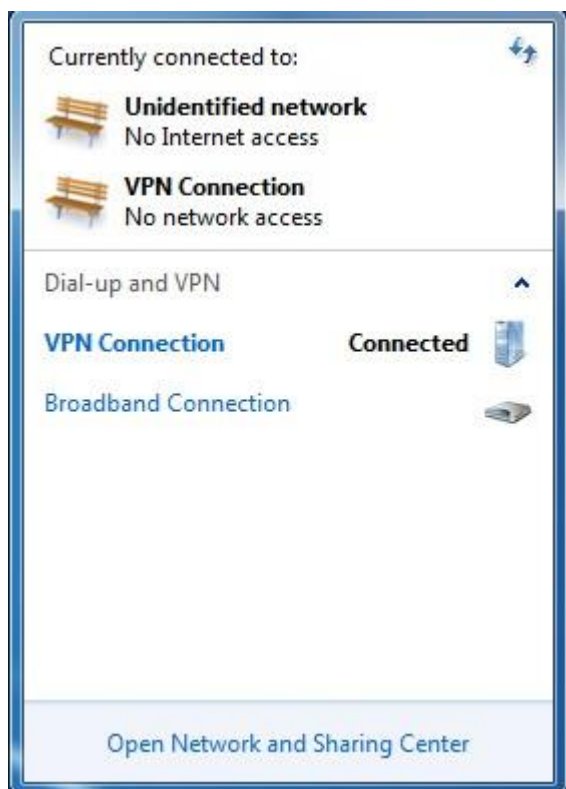 Currently connected to:
Unidentified network
No Internet access
VPN Connection
No network access
Dial-up and VPN
VPN Connection Connected
Broadband Connection
Open Network and Sharing Center